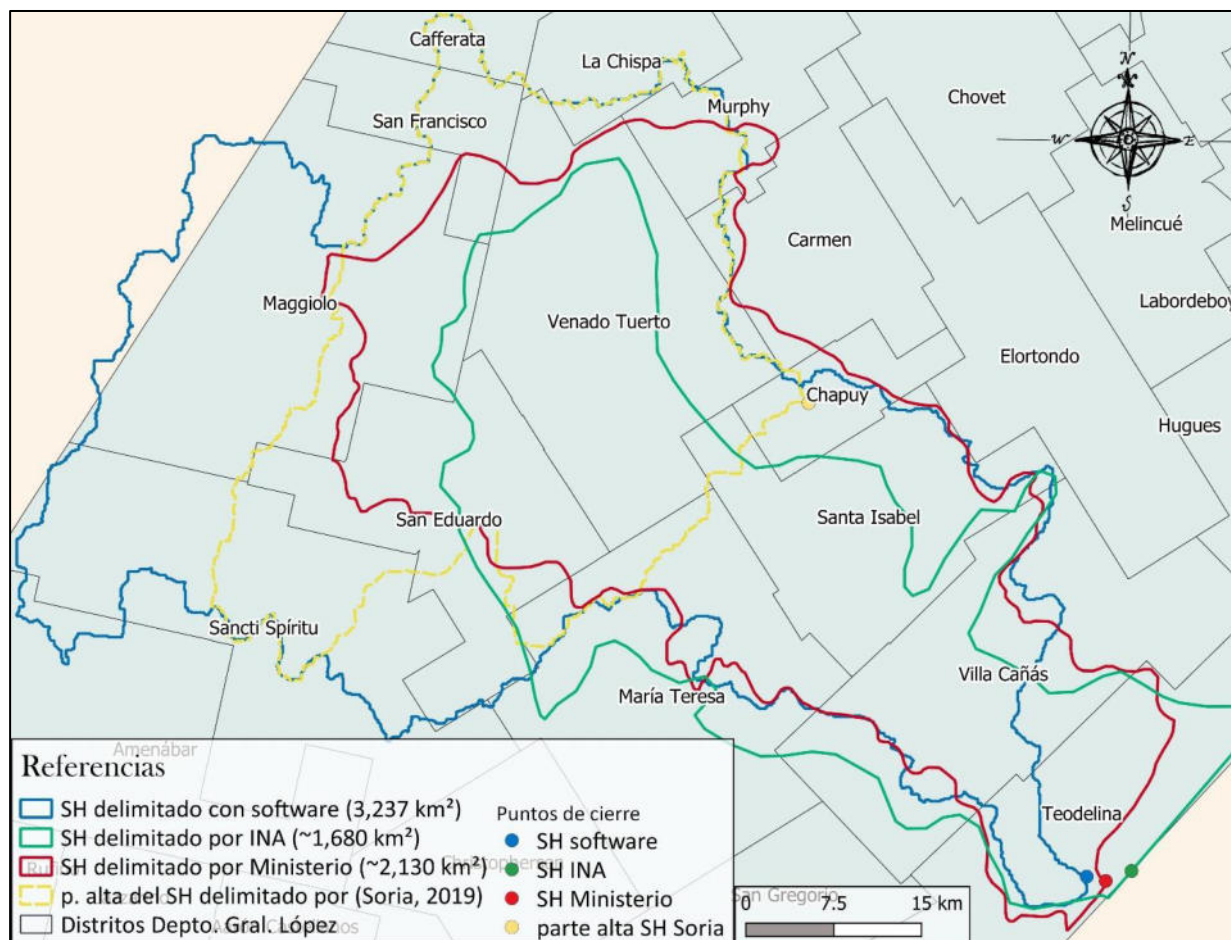 Cafferata
La Chispa
Murphy
Chovet
San Francisco
N
W
E
S
Melincué
Carmen
Maggiolo
Venado Tuerto
Labordeboy
Elortondo
Chapuy
Hugues
San Eduardo
Santa Isabel
Sancti Spíritu
Villa Cañás
María Teresa
Amenábar
Teodelina
Referencias
SH delimitado con software (3,237 km²)
SH delimitado por INA (~1,680 km²)
SH delimitado por Ministerio (~2,130 km²)
p. alta del SH delimitado por (Soria, 2019)
Distritos Depto. Gral. López
Puntos de cierre
SH software
SH INA
SH Ministerio
parte alta SH Soria
San Gregorio
0 7.5 15 km